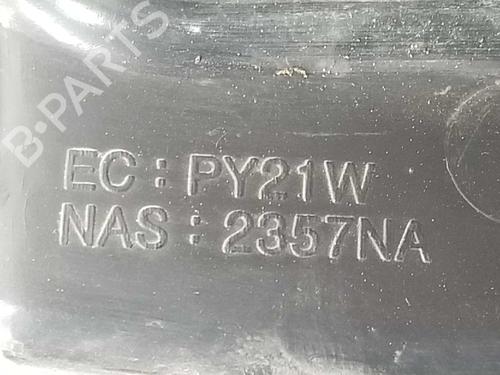 B-PARTS
EC : PY21W
NAS : 2357NA